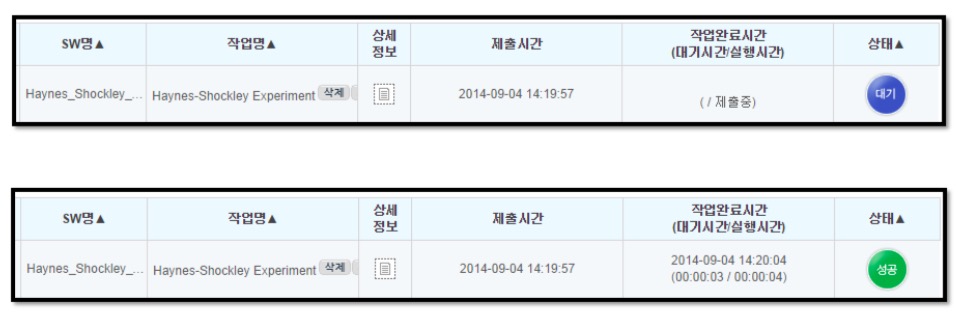 SW명▲ 작업명▲ 상세 정보 제출시간 작업완료시간 (대기시간/실행시간) 상태▲
Haynes_Shockley_... Haynes-Shockley Experiment 삭제 2014-09-04 14:19:57 ( / 제출중) 대기
SW명▲ 작업명▲ 상세 정보 제출시간 작업완료시간 (대기시간/실행시간) 상태▲
Haynes_Shockley_... Haynes-Shockley Experiment 삭제 2014-09-04 14:19:57 2014-09-04 14:20:04 (00:00:03 / 00:00:04) 성공